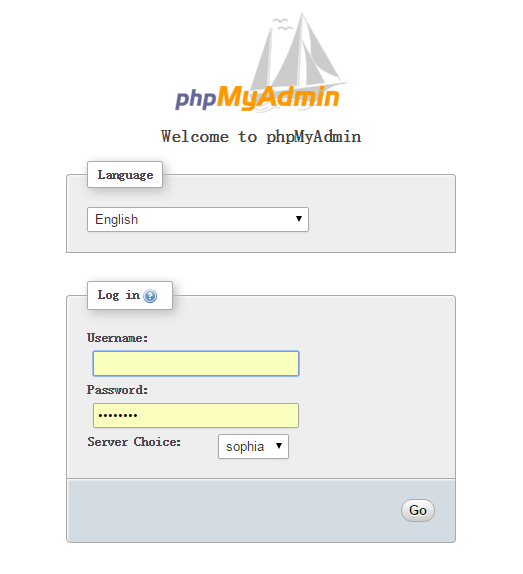 phpMyAdmin
Welcome to phpMyAdmin
Language
English
Log in
Username:
Password:
••••••••
Server Choice: sophia
Go